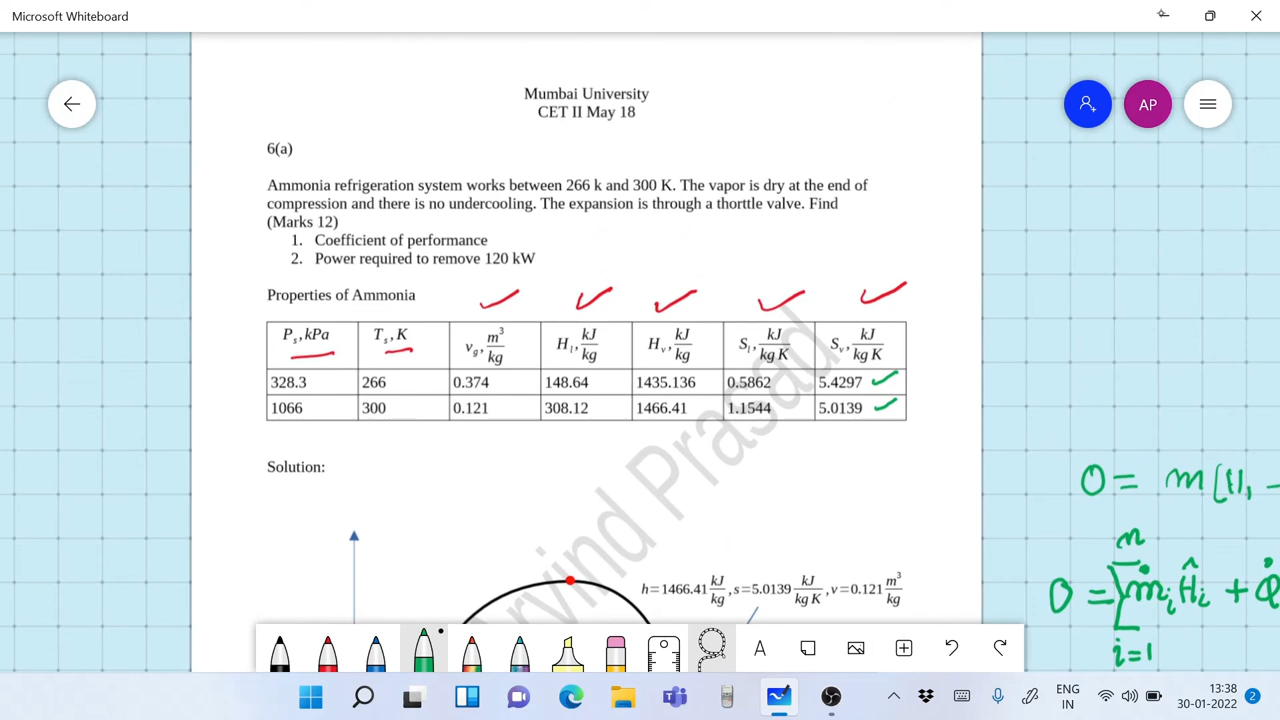 Microsoft Whiteboard
AP
Mumbai University
CET II May 18
6(a)
Ammonia refrigeration system works between 266 k and 300 K. The vapor is dry at the end of
compression and there is no undercooling. The expansion is through a thorttle valve. Find
(Marks 12)
1. Coefficient of performance
2. Power required to remove 120 kW
Properties of Ammonia
P_s, kPa T_s, K v_g, m³/kg H_l, kJ/kg H_v, kJ/kg S_l, kJ/kg K S_v, kJ/kg K
328.3 266 0.374 148.64 1435.136 0.5862 5.4297
1066 300 0.121 308.12 1466.41 1.1544 5.0139
Solution:
Arvind Prasad
h=1466.41 kJ/kg, s=5.0139 kJ/kg K, v=0.121 m³/kg
0 = m[H₁ -
0 = Σ_{i=1}^{n} ṁ_i Ĥ_i + Q̇
A
ENG
IN
13:38
30-01-2022
2